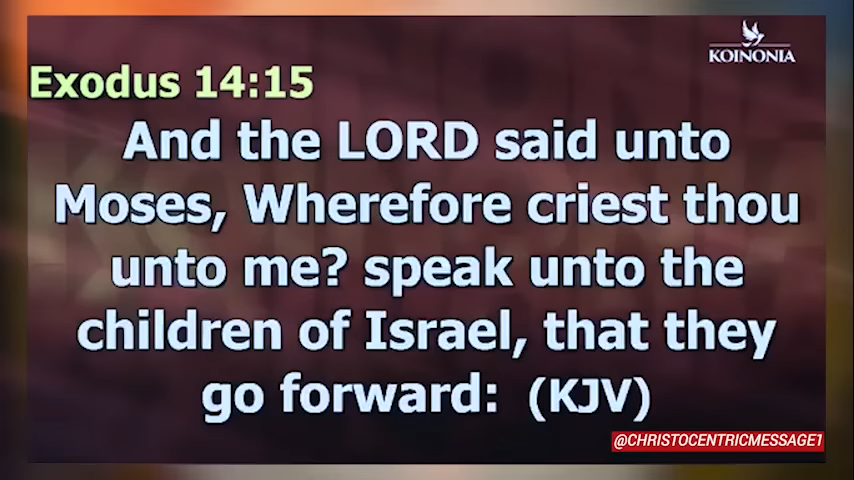 KOINONIA
Exodus 14:15
And the LORD said unto
Moses, Wherefore criest thou
unto me? speak unto the
children of Israel, that they
go forward: (KJV)
@CHRISTOCENTRICMESSAGE1